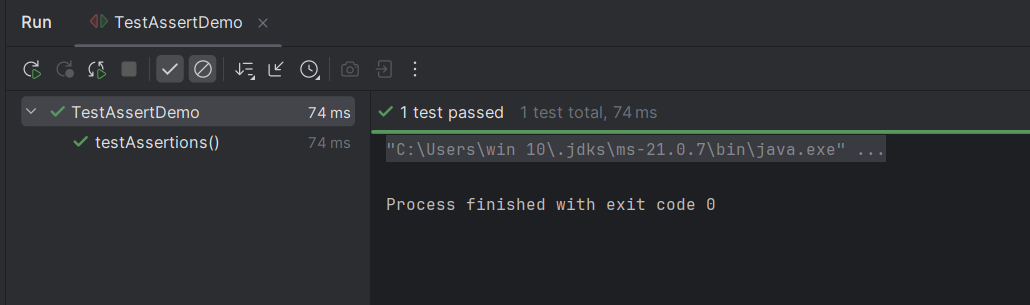 Run TestAssertDemo
TestAssertDemo 74 ms
testAssertions() 74 ms
1 test passed 1 test total, 74 ms
"C:\Users\win 10\.jdks\ms-21.0.7\bin\java.exe" ...
Process finished with exit code 0